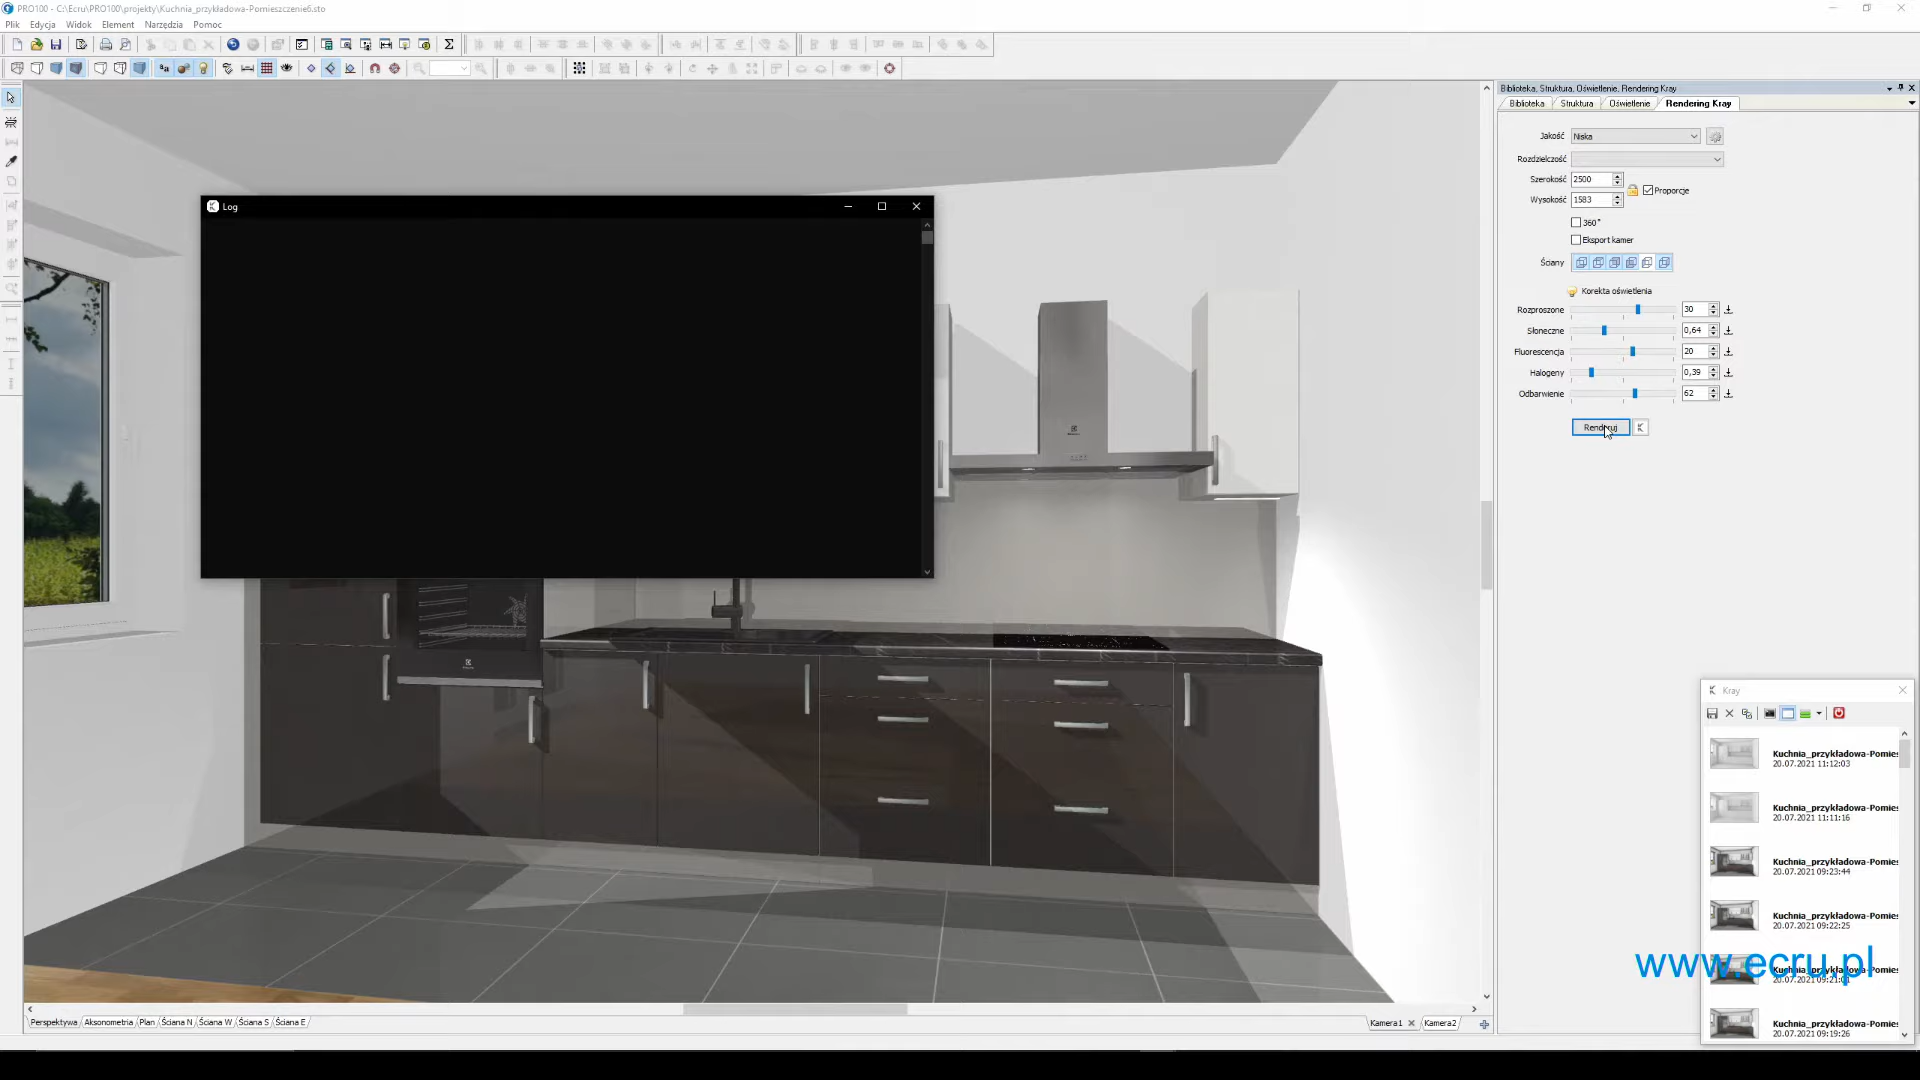 PRO100 - C:\Ecru\PRO100\projekty\Kuchnia_przykładowa-Pomieszczenie6.sto
Plik Edycja Widok Element Narzędzia Pomoc
Biblioteka, Struktura, Oświetlenie, Rendering Kray
Biblioteka Struktura Oświetlenie Rendering Kray
Jakość Niska
Rozdzielczość
Szerokość 2500
Proporcje
Wysokość 1583
360°
Eksport kamer
Ściany
Korekta oświetlenia
Rozproszone 30
Słoneczne 0,64
Fluorescencja 20
Halogeny 0,39
Odbarwienie 62
Renderuj
Log
Kray
Kuchnia_przykładowa-Pomies
20.07.2021 11:12:03
Kuchnia_przykładowa-Pomies
20.07.2021 11:11:16
Kuchnia_przykładowa-Pomies
20.07.2021 09:23:44
Kuchnia_przykładowa-Pomies
20.07.2021 09:22:25
www.ecru.pl
Kuchnia_przykładowa-Pomies
Kuchnia_przykładowa-Pomies
20.07.2021 09:19:26
Perspektywa Aksonometria Plan Ściana N Ściana W Ściana S Ściana E
Kamera1 Kamera2